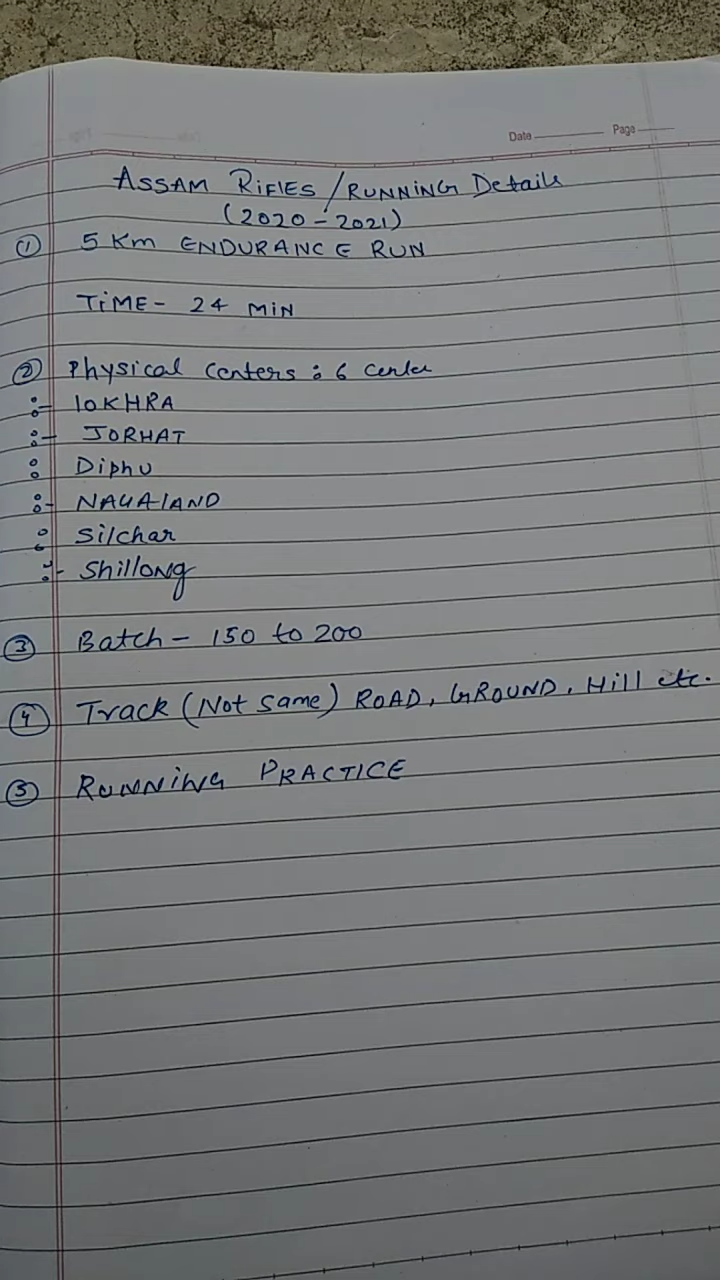 Date Page
ASSAM RIFlES / RUNNING Details
(2020 - 2021)
① 5 Km ENDURANCE RUN
TiME - 24 MiN
② Physical Centers : 6 Center
:- lOKHRA
:- JORHAT
: Diphu
:- NAGAlAND
: Silchar
:- Shillong
③ Batch - 150 to 200
④ Track (Not Same) ROAD, GROUND, Hill etc.
⑤ RUNNiNG PRACTICE